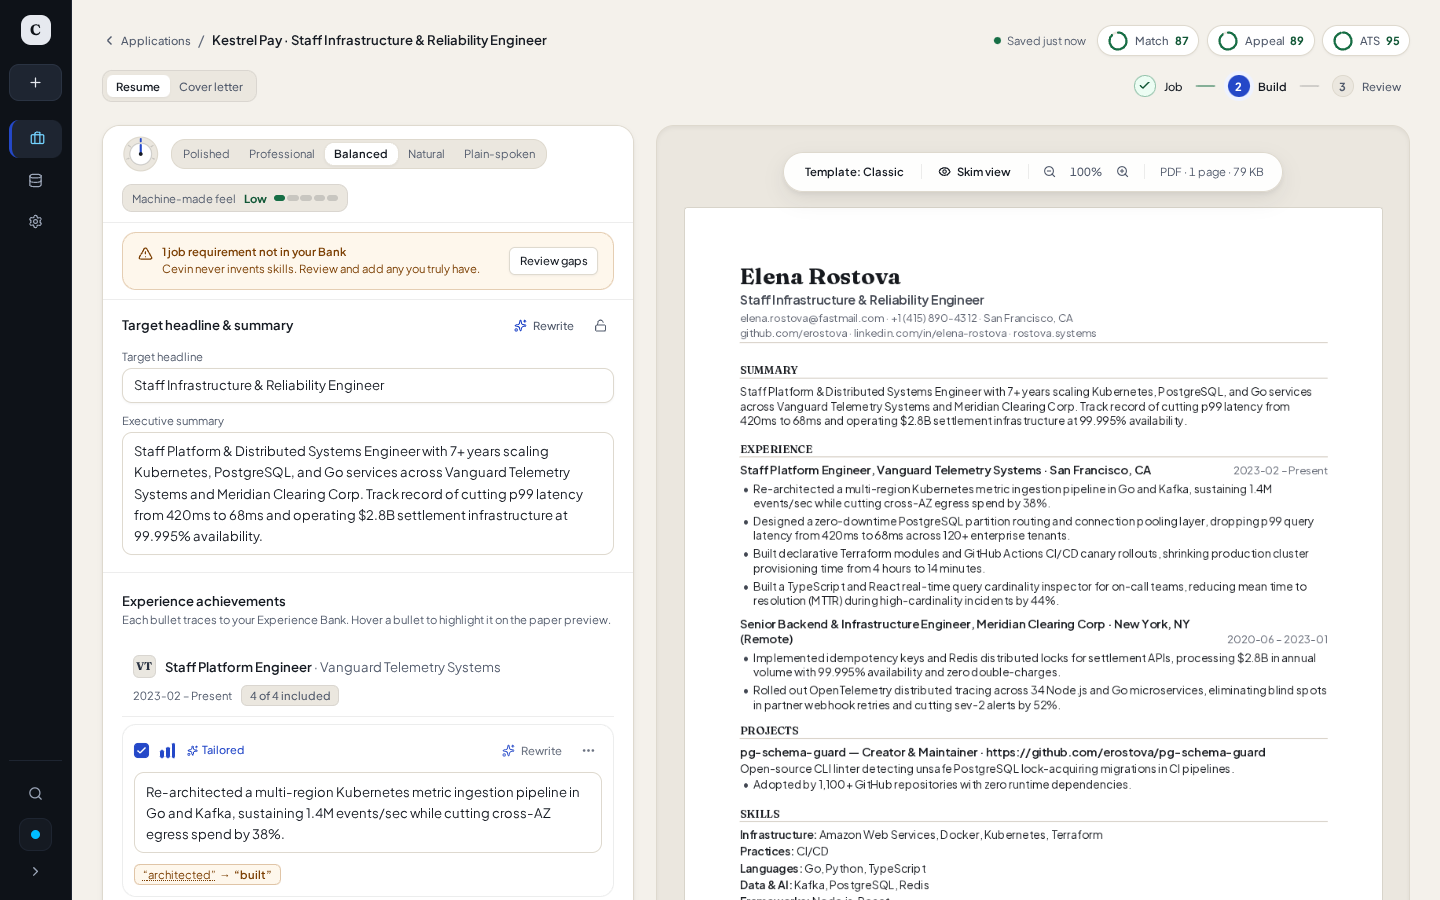 C
Applications / Kestrel Pay · Staff Infrastructure & Reliability Engineer
Saved just now
Match 87
Appeal 89
ATS 95
Resume
Cover letter
Job
2 Build
3 Review
Polished
Professional
Balanced
Natural
Plain-spoken
Machine-made feel Low
1 job requirement not in your Bank
Cevin never invents skills. Review and add any you truly have.
Review gaps
Target headline & summary
Rewrite
Target headline
Staff Infrastructure & Reliability Engineer
Executive summary
Staff Platform & Distributed Systems Engineer with 7+ years scaling
Kubernetes, PostgreSQL, and Go services across Vanguard Telemetry
Systems and Meridian Clearing Corp. Track record of cutting p99 latency
from 420ms to 68ms and operating $2.8B settlement infrastructure at
99.995% availability.
Experience achievements
Each bullet traces to your Experience Bank. Hover a bullet to highlight it on the paper preview.
VT Staff Platform Engineer · Vanguard Telemetry Systems
2023-02 – Present
4 of 4 included
Tailored
Rewrite
Re-architected a multi-region Kubernetes metric ingestion pipeline in
Go and Kafka, sustaining 1.4M events/sec while cutting cross-AZ
egress spend by 38%.
"architected" → "built"
Template: Classic
Skim view
100%
PDF · 1 page · 79 KB
Elena Rostova
Staff Infrastructure & Reliability Engineer
elena.rostova@fastmail.com · +1 (415) 890-4312 · San Francisco, CA
github.com/erostova · linkedin.com/in/elena-rostova · rostova.systems
SUMMARY
Staff Platform & Distributed Systems Engineer with 7+ years scaling Kubernetes, PostgreSQL, and Go services
across Vanguard Telemetry Systems and Meridian Clearing Corp. Track record of cutting p99 latency from
420ms to 68ms and operating $2.8B settlement infrastructure at 99.995% availability.
EXPERIENCE
Staff Platform Engineer, Vanguard Telemetry Systems · San Francisco, CA 2023-02 – Present
• Re-architected a multi-region Kubernetes metric ingestion pipeline in Go and Kafka, sustaining 1.4M
events/sec while cutting cross-AZ egress spend by 38%.
• Designed a zero-downtime PostgreSQL partition routing and connection pooling layer, dropping p99 query
latency from 420ms to 68ms across 120+ enterprise tenants.
• Built declarative Terraform modules and GitHub Actions CI/CD canary rollouts, shrinking production cluster
provisioning time from 4 hours to 14 minutes.
• Built a TypeScript and React real-time query cardinality inspector for on-call teams, reducing mean time to
resolution (MTTR) during high-cardinality incidents by 44%.
Senior Backend & Infrastructure Engineer, Meridian Clearing Corp · New York, NY
(Remote) 2020-06 – 2023-01
• Implemented idempotency keys and Redis distributed locks for settlement APIs, processing $2.8B in annual
volume with 99.995% availability and zero double-charges.
• Rolled out OpenTelemetry distributed tracing across 34 Node.js and Go microservices, eliminating blind spots
in partner webhook retries and cutting sev-2 alerts by 52%.
PROJECTS
pg-schema-guard — Creator & Maintainer · https://github.com/erostova/pg-schema-guard
Open-source CLI linter detecting unsafe PostgreSQL lock-acquiring migrations in CI pipelines.
• Adopted by 1,100+ GitHub repositories with zero runtime dependencies.
SKILLS
Infrastructure: Amazon Web Services, Docker, Kubernetes, Terraform
Practices: CI/CD
Languages: Go, Python, TypeScript
Data & AI: Kafka, PostgreSQL, Redis
Frameworks: Node.js, React